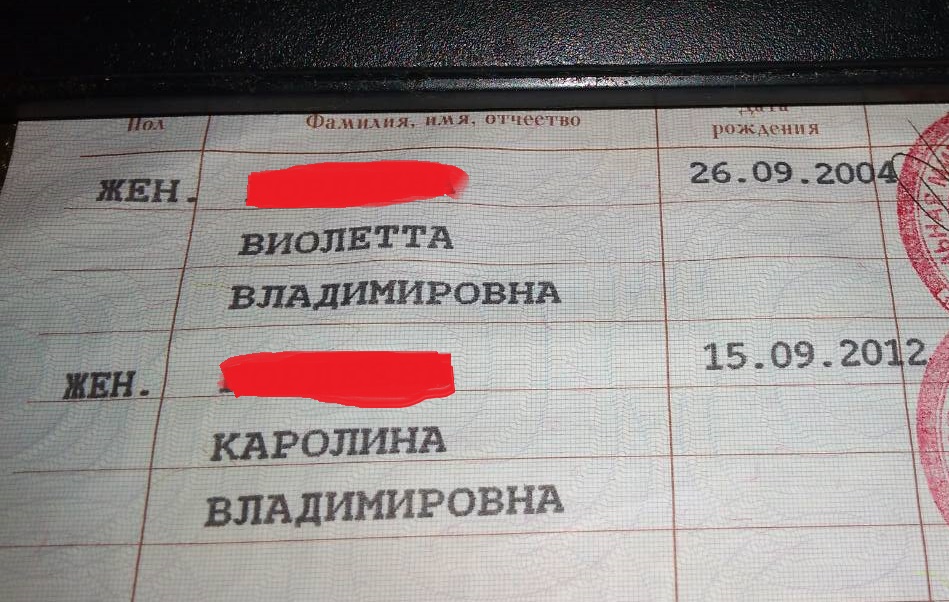 Пол Фамилия, имя, отчество Дата рождения
ЖЕН. 26.09.2004
ВИОЛЕТТА
ВЛАДИМИРОВНА
ЖЕН. 15.09.2012
КАРОЛИНА
ВЛАДИМИРОВНА